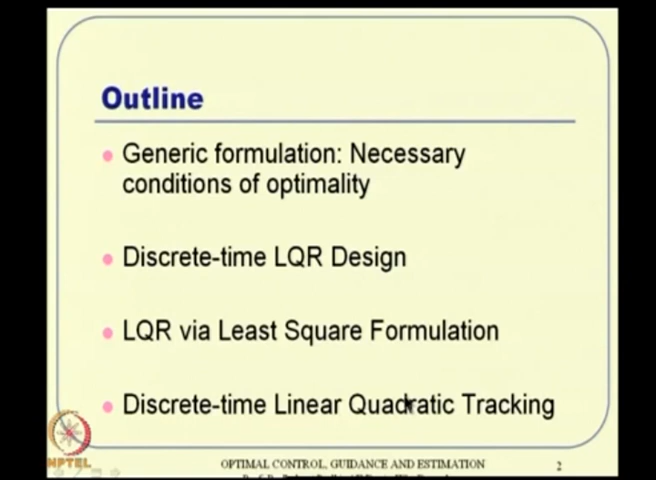 Outline
Generic formulation: Necessary
conditions of optimality
Discrete-time LQR Design
LQR via Least Square Formulation
Discrete-time Linear Quadratic Tracking
NPTEL
OPTIMAL CONTROL, GUIDANCE AND ESTIMATION
2